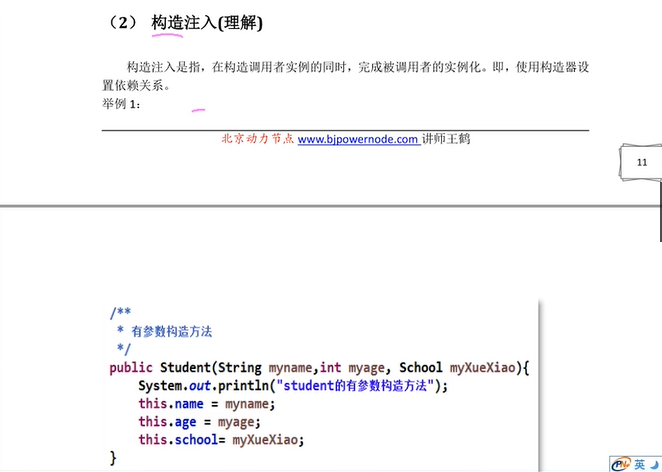 （2） 构造注入(理解)
构造注入是指，在构造调用者实例的同时，完成被调用者的实例化。即，使用构造器设
置依赖关系。
举例 1：
北京动力节点 www.bjpowernode.com 讲师王鹤
11
/**
* 有参数构造方法
*/
public Student(String myname,int myage, School myXueXiao){
System.out.println("student的有参数构造方法");
this.name = myname;
this.age = myage;
this.school= myXueXiao;
}
英